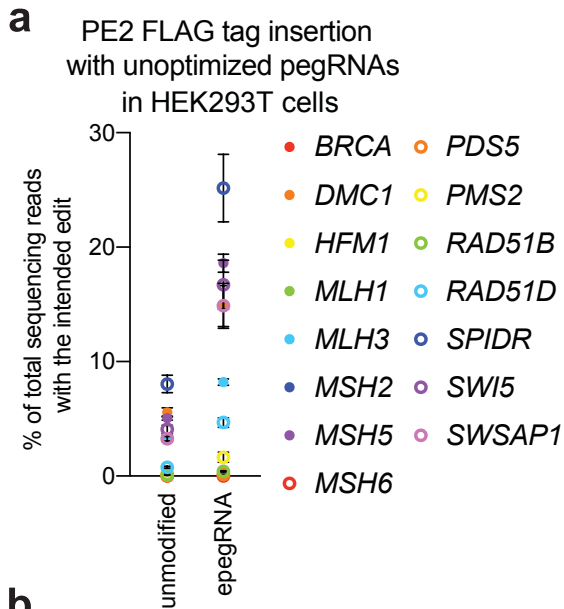 a
PE2 FLAG tag insertion
with unoptimized pegRNAs
in HEK293T cells
% of total sequencing reads
with the intended edit
30
20
10
0
unmodified
epegRNA
BRCA
DMC1
HFM1
MLH1
MLH3
MSH2
MSH5
MSH6
PDS5
PMS2
RAD51B
RAD51D
SPIDR
SWI5
SWSAP1
b